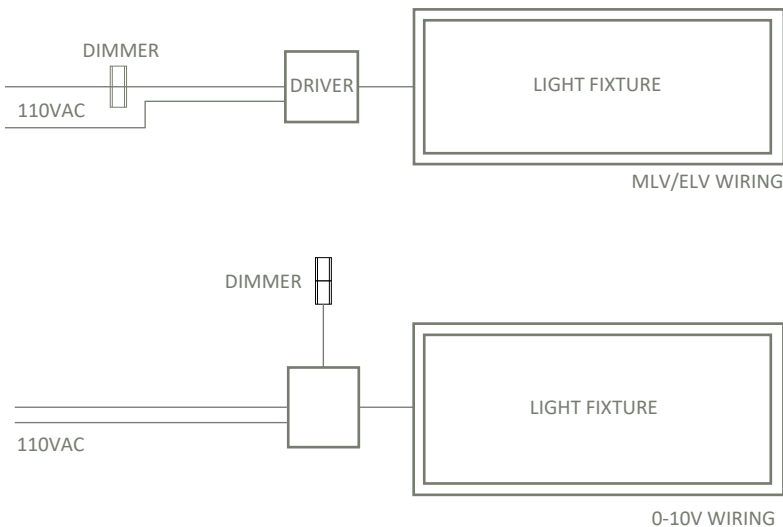 DIMMER
DRIVER
LIGHT FIXTURE
110VAC
MLV/ELV WIRING
DIMMER
LIGHT FIXTURE
110VAC
0-10V WIRING